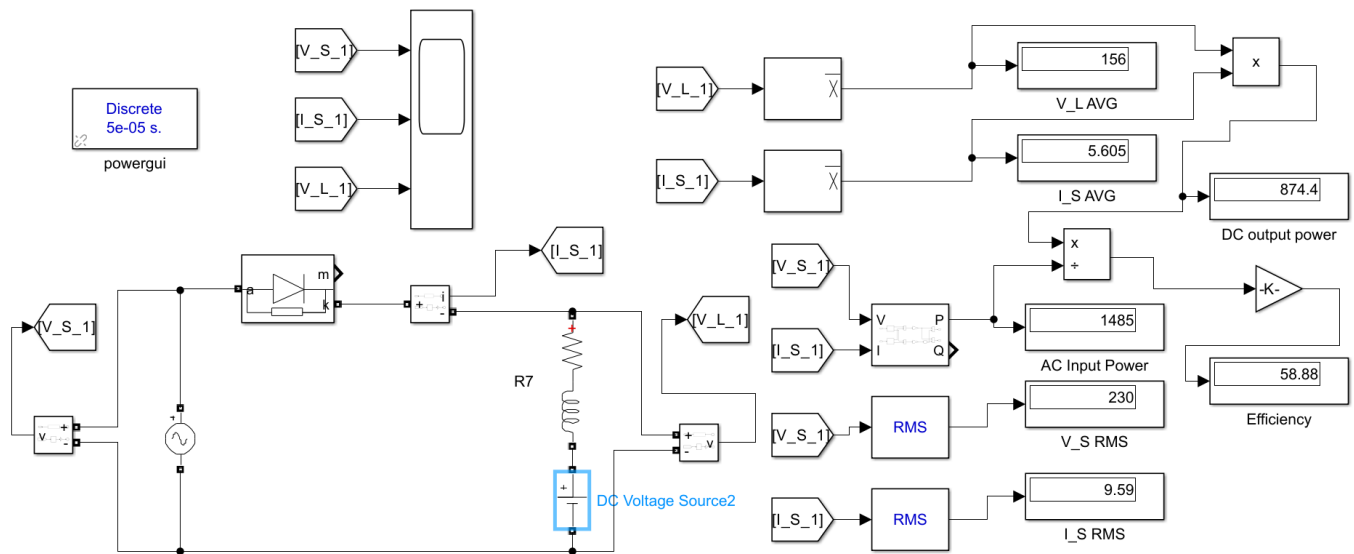 [V_S_1]
[I_S_1]
[V_L_1]
Discrete
5e-05 s.
powergui
[V_L_1]
[I_S_1]
X
X
156
V_L AVG
5.605
I_S AVG
x
874.4
DC output power
[I_S_1]
m
a
k
i
+
-
[V_S_1]
v
+
-
+
R7
+
DC Voltage Source2
[V_L_1]
+
-
v
[V_S_1]
[I_S_1]
V
I
P
Q
x
÷
-K-
1485
AC Input Power
58.88
Efficiency
[V_S_1]
RMS
230
V_S RMS
[I_S_1]
RMS
9.59
I_S RMS